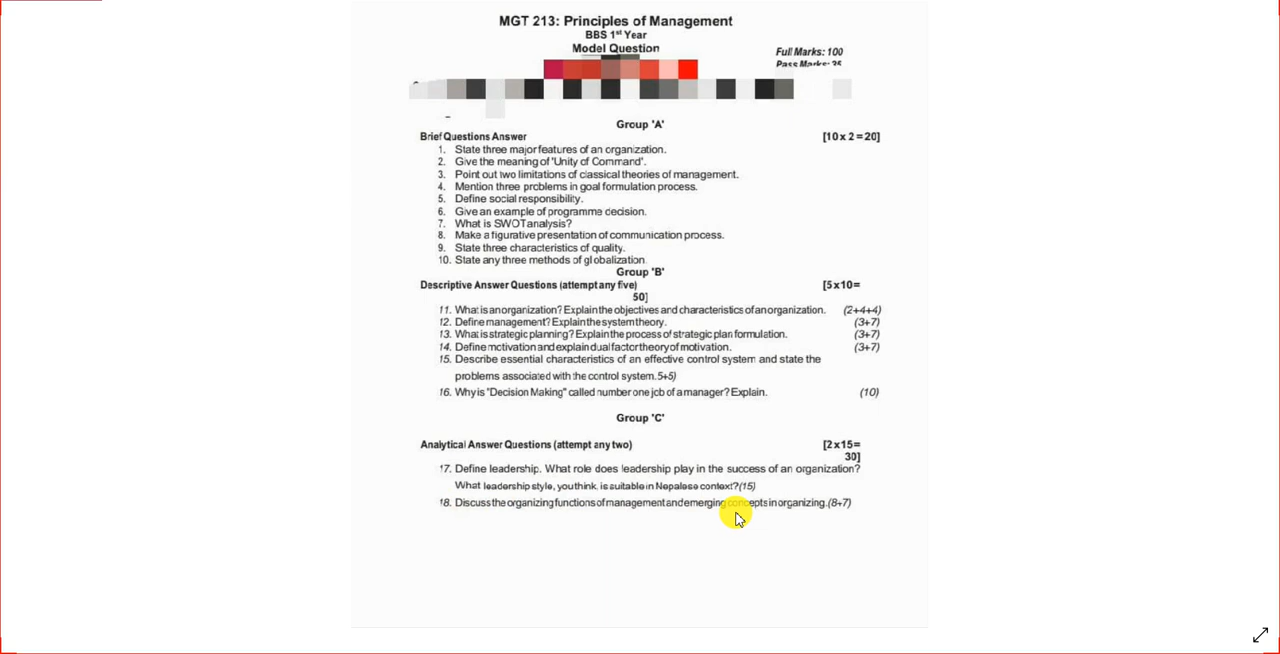 MGT 213: Principles of Management
BBS 1st Year
Model Question
Full Marks: 100
Pass Marks: 35
Group 'A'
Brief Questions Answer [10 x 2 = 20]
1. State three major features of an organization.
2. Give the meaning of 'Unity of Command'.
3. Point out two limitations of classical theories of management.
4. Mention three problems in goal formulation process.
5. Define social responsibility.
6. Give an example of programme decision.
7. What is SWOT analysis?
8. Make a figurative presentation of communication process.
9. State three characteristics of quality.
10. State any three methods of globalization.
Group 'B'
Descriptive Answer Questions (attempt any five) [5x10=
50]
11. What is an organization? Explain the objectives and characteristics of an organization. (2+4+4)
12. Define management? Explain the system theory. (3+7)
13. What is strategic planning? Explain the process of strategic plan formulation. (3+7)
14. Define motivation and explain dual factor theory of motivation. (3+7)
15. Describe essential characteristics of an effective control system and state the
problems associated with the control system. 5+5)
16. Why is "Decision Making" called number one job of a manager? Explain. (10)
Group 'C'
Analytical Answer Questions (attempt any two) [2x15=
30]
17. Define leadership. What role does leadership play in the success of an organization?
What leadership style, you think, is suitable in Nepalese context?(15)
18. Discuss the organizing functions of management and emerging concepts in organizing.(8+7)